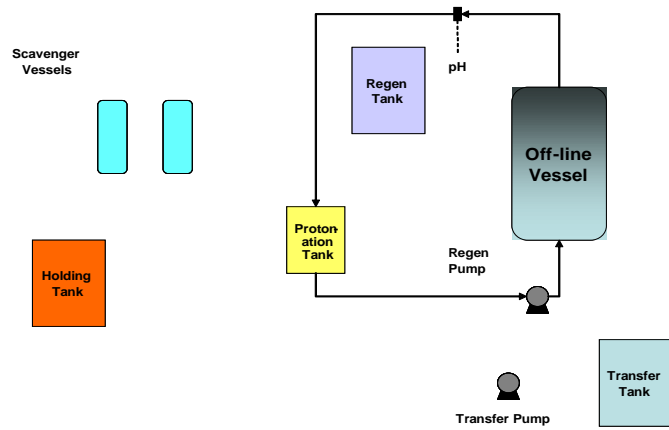 Scavenger
Vessels
pH
Regen
Tank
Off-line
Vessel
Proton-
ation
Tank
Regen
Pump
Holding
Tank
Transfer
Tank
Transfer Pump